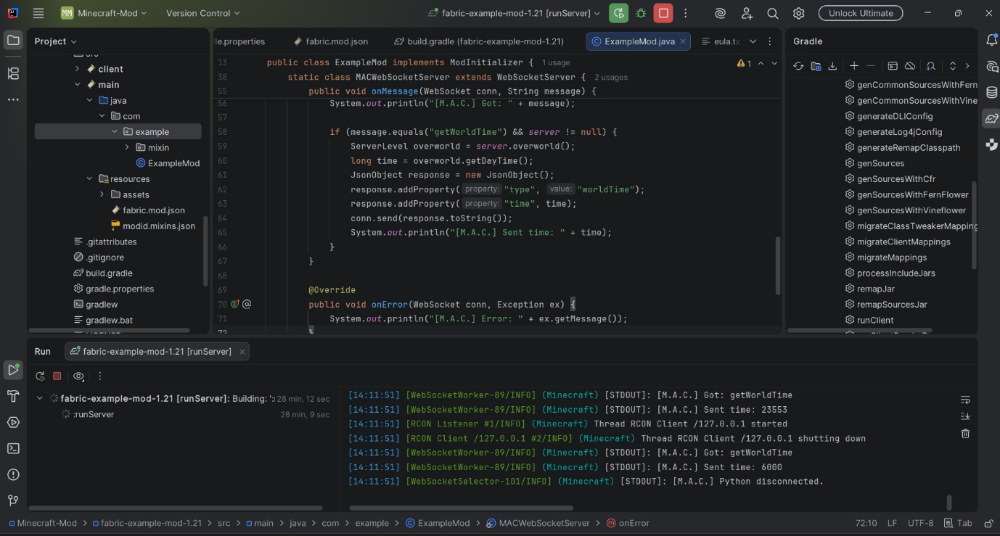 MM Minecraft-Mod Version Control fabric-example-mod-1.21 [runServer] Unlock Ultimate
Project
src
client
main
java
com
example
mixin
ExampleMod
resources
assets
fabric.mod.json
modid.mixins.json
.gitattributes
.gitignore
build.gradle
gradle.properties
gradlew
gradlew.bat
le.properties fabric.mod.json build.gradle (fabric-example-mod-1.21) ExampleMod.java eula.tx
13 public class ExampleMod implements ModInitializer { 1 usage
1
38 static class MACWebSocketServer extends WebSocketServer { 2 usages
55 public void onMessage(WebSocket conn, String message) {
56 System.out.println("[M.A.C.] Got: " + message);
57
58 if (message.equals("getWorldTime") && server != null) {
59 ServerLevel overworld = server.overworld();
60 long time = overworld.getDayTime();
61 JsonObject response = new JsonObject();
62 response.addProperty( property: "type", value: "worldTime");
63 response.addProperty( property: "time", time);
64 conn.send(response.toString());
65 System.out.println("[M.A.C.] Sent time: " + time);
66 }
67 }
68
69 @Override
70 public void onError(WebSocket conn, Exception ex) {
71 System.out.println("[M.A.C.] Error: " + ex.getMessage());
72 }
Gradle
genCommonSourcesWithFern
genCommonSourcesWithVine
generateDLIConfig
generateLog4jConfig
generateRemapClasspath
genSources
genSourcesWithCfr
genSourcesWithFernFlower
genSourcesWithVineflower
migrateClassTweakerMapping
migrateClientMappings
migrateMappings
processIncludeJars
remapJar
remapSourcesJar
runClient
Run fabric-example-mod-1.21 [runServer]
fabric-example-mod-1.21 [runServer]: Building: ':r 28 min, 12 sec
:runServer 28 min, 9 sec
[14:11:51] [WebSocketWorker-89/INFO] (Minecraft) [STDOUT]: [M.A.C.] Got: getWorldTime
[14:11:51] [WebSocketWorker-89/INFO] (Minecraft) [STDOUT]: [M.A.C.] Sent time: 23553
[14:11:51] [RCON Listener #1/INFO] (Minecraft) Thread RCON Client /127.0.0.1 started
[14:11:51] [RCON Client /127.0.0.1 #2/INFO] (Minecraft) Thread RCON Client /127.0.0.1 shutting down
[14:11:51] [WebSocketWorker-89/INFO] (Minecraft) [STDOUT]: [M.A.C.] Got: getWorldTime
[14:11:51] [WebSocketWorker-89/INFO] (Minecraft) [STDOUT]: [M.A.C.] Sent time: 6000
[14:11:51] [WebSocketSelector-101/INFO] (Minecraft) [STDOUT]: [M.A.C.] Python disconnected.
Minecraft-Mod > fabric-example-mod-1.21 > src > main > java > com > example > ExampleMod > MACWebSocketServer > onError 72:10 LF UTF-8 Tab